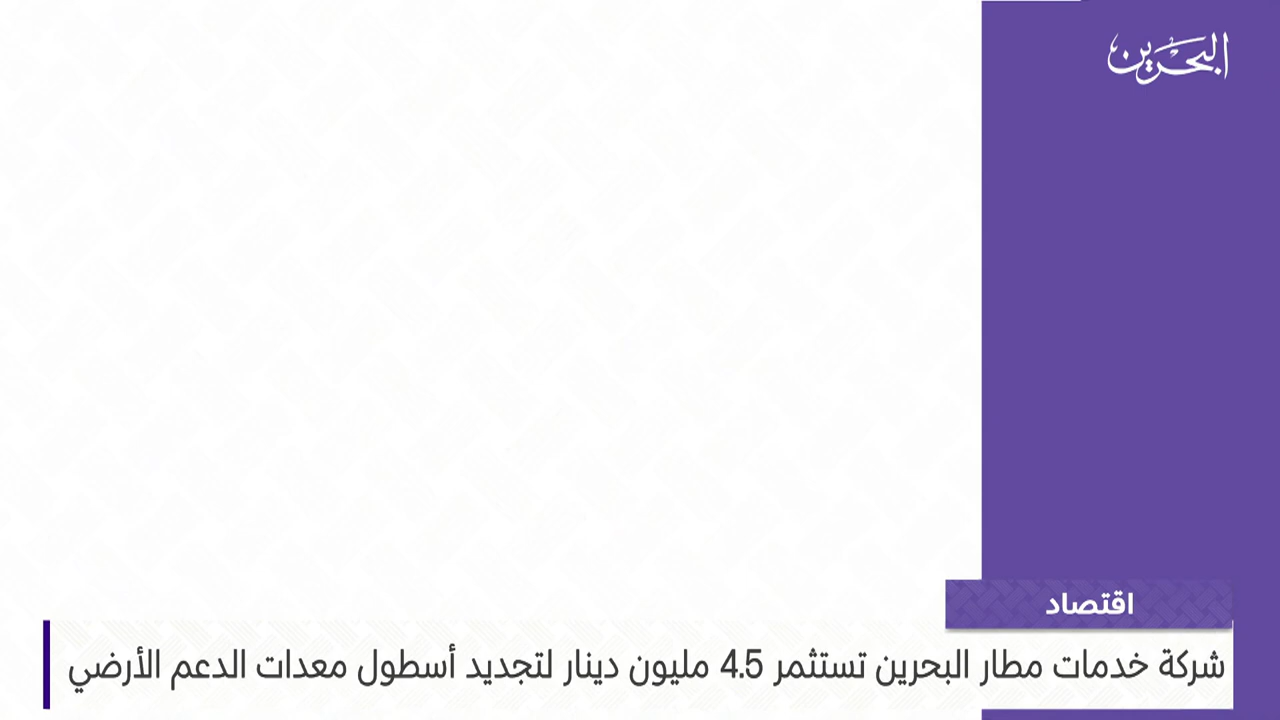 البحرين
اقتصاد
شركة خدمات مطار البحرين تستثمر 4.5 مليون دينار لتجديد أسطول معدات الدعم الأرضي